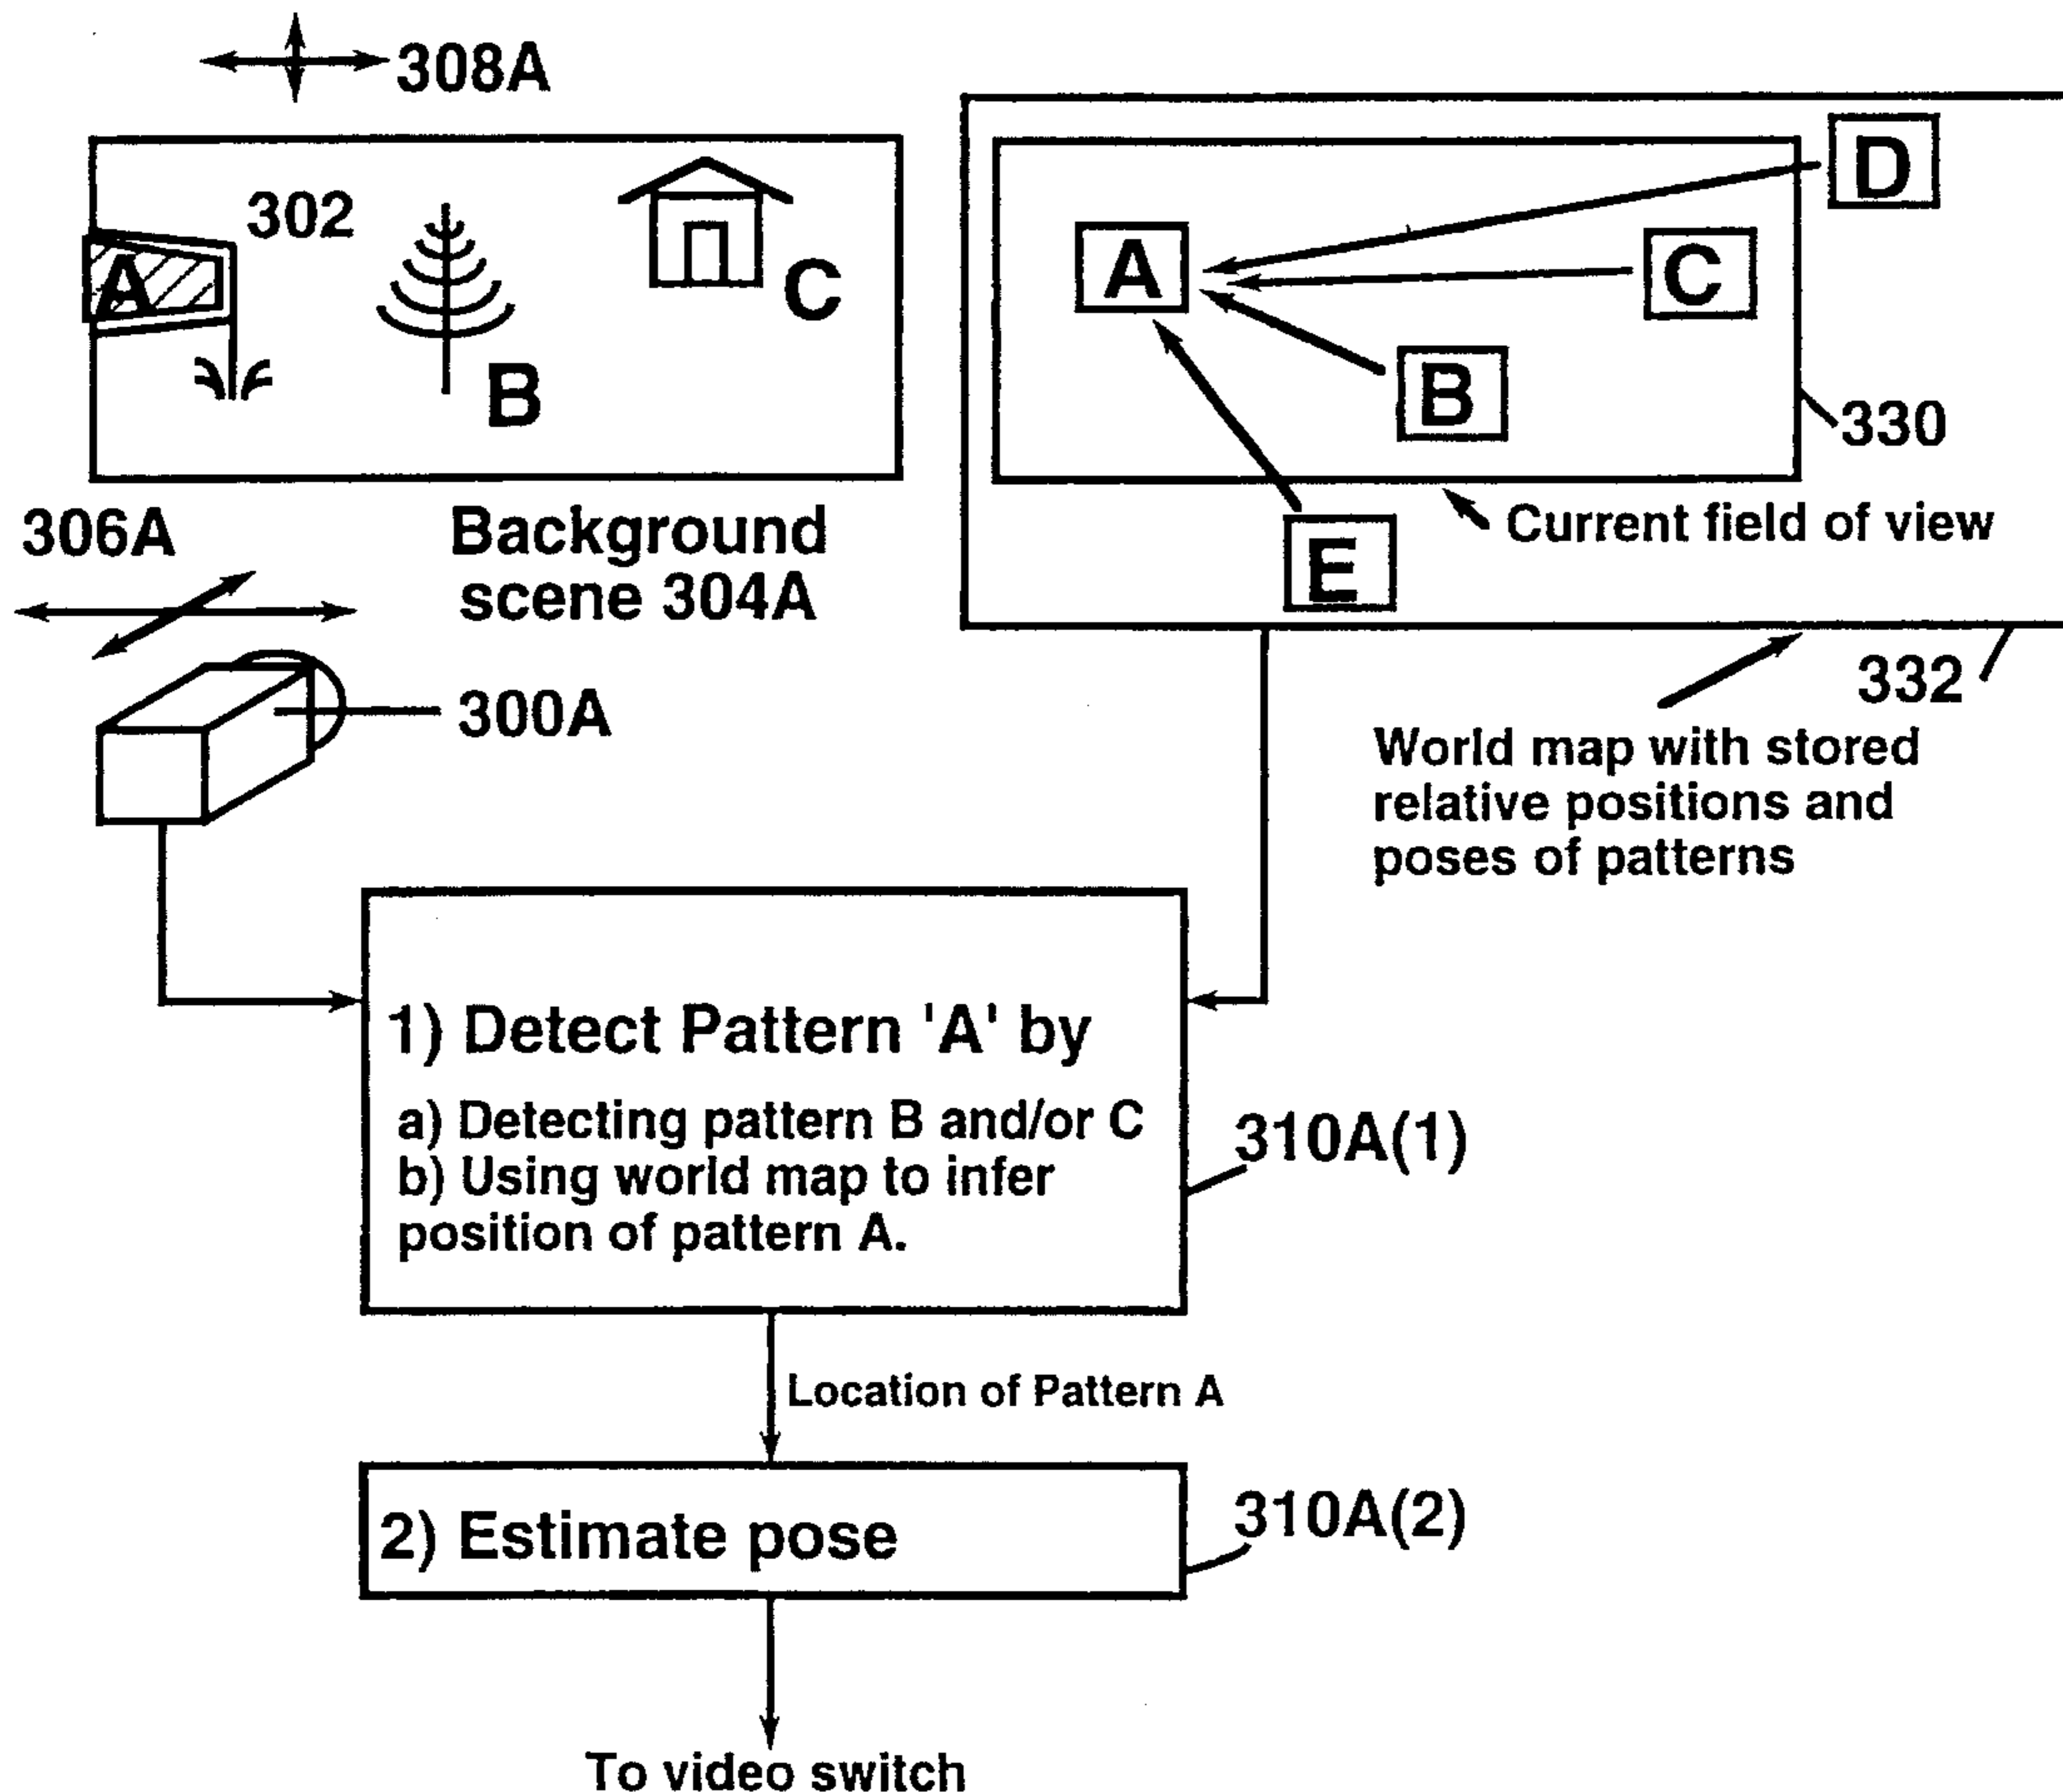 308A
302
A
B
C
Background
scene 304A
306A
300A
A
B
C
D
E
330
Current field of view
332
World map with stored
relative positions and
poses of patterns
1) Detect Pattern 'A' by
a) Detecting pattern B and/or C
b) Using world map to infer
position of pattern A.
310A(1)
Location of Pattern A
2) Estimate pose
310A(2)
To video switch